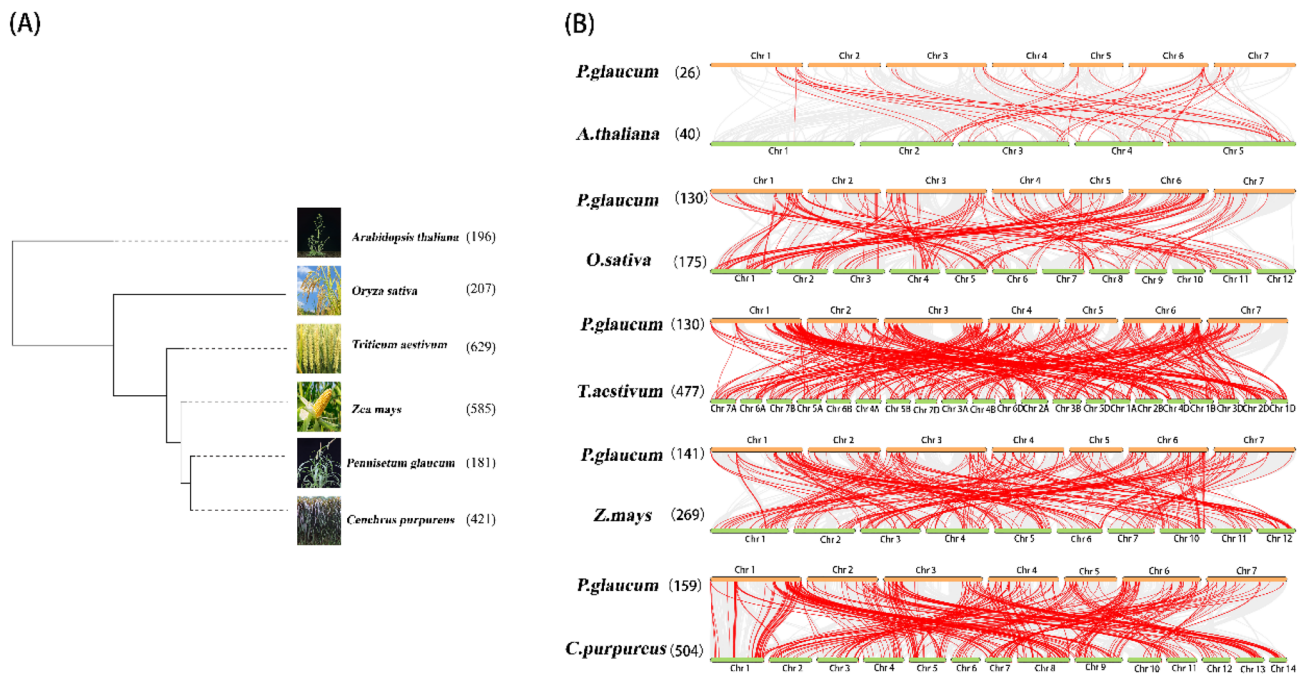 (A)
Arabidopsis thaliana (196)
Oryza sativa (207)
Triticum aestivum (629)
Zea mays (585)
Pennisetum glaucum (181)
Cenchrus purpureus (421)
(B)
Chr 1 Chr 2 Chr 3 Chr 4 Chr 5 Chr 6 Chr 7
P.glaucum (26)
A.thaliana (40)
Chr 1 Chr 2 Chr 3 Chr 4 Chr 5
Chr 1 Chr 2 Chr 3 Chr 4 Chr 5 Chr 6 Chr 7
P.glaucum (130)
O.sativa (175)
Chr 1 Chr 2 Chr 3 Chr 4 Chr 5 Chr 6 Chr 7 Chr 8 Chr 9 Chr 10 Chr 11 Chr 12
Chr 1 Chr 2 Chr 3 Chr 4 Chr 5 Chr 6 Chr 7
P.glaucum (130)
T.aestivum (477)
Chr 7A Chr 6A Chr 7B Chr 5A Chr 6B Chr 4A Chr 5B Chr 7D Chr 3A Chr 4B Chr 6D Chr 2A Chr 3B Chr 5D Chr 1A Chr 2B Chr 4D Chr 1B Chr 3D Chr 2D Chr 1D
Chr 1 Chr 2 Chr 3 Chr 4 Chr 5 Chr 6 Chr 7
P.glaucum (141)
Z.mays (269)
Chr 1 Chr 2 Chr 3 Chr 4 Chr 5 Chr 6 Chr 7 Chr 10 Chr 11 Chr 12
Chr 1 Chr 2 Chr 3 Chr 4 Chr 5 Chr 6 Chr 7
P.glaucum (159)
C.purpureus (504)
Chr 1 Chr 2 Chr 3 Chr 4 Chr 5 Chr 6 Chr 7 Chr 8 Chr 9 Chr 10 Chr 11 Chr 12 Chr 13 Chr 14